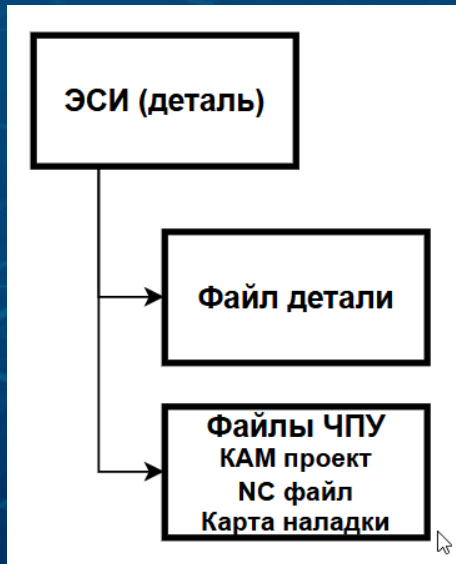 ЭСИ (деталь)
Файл детали
Файлы ЧПУ
КАМ проект
NC файл
Карта наладки